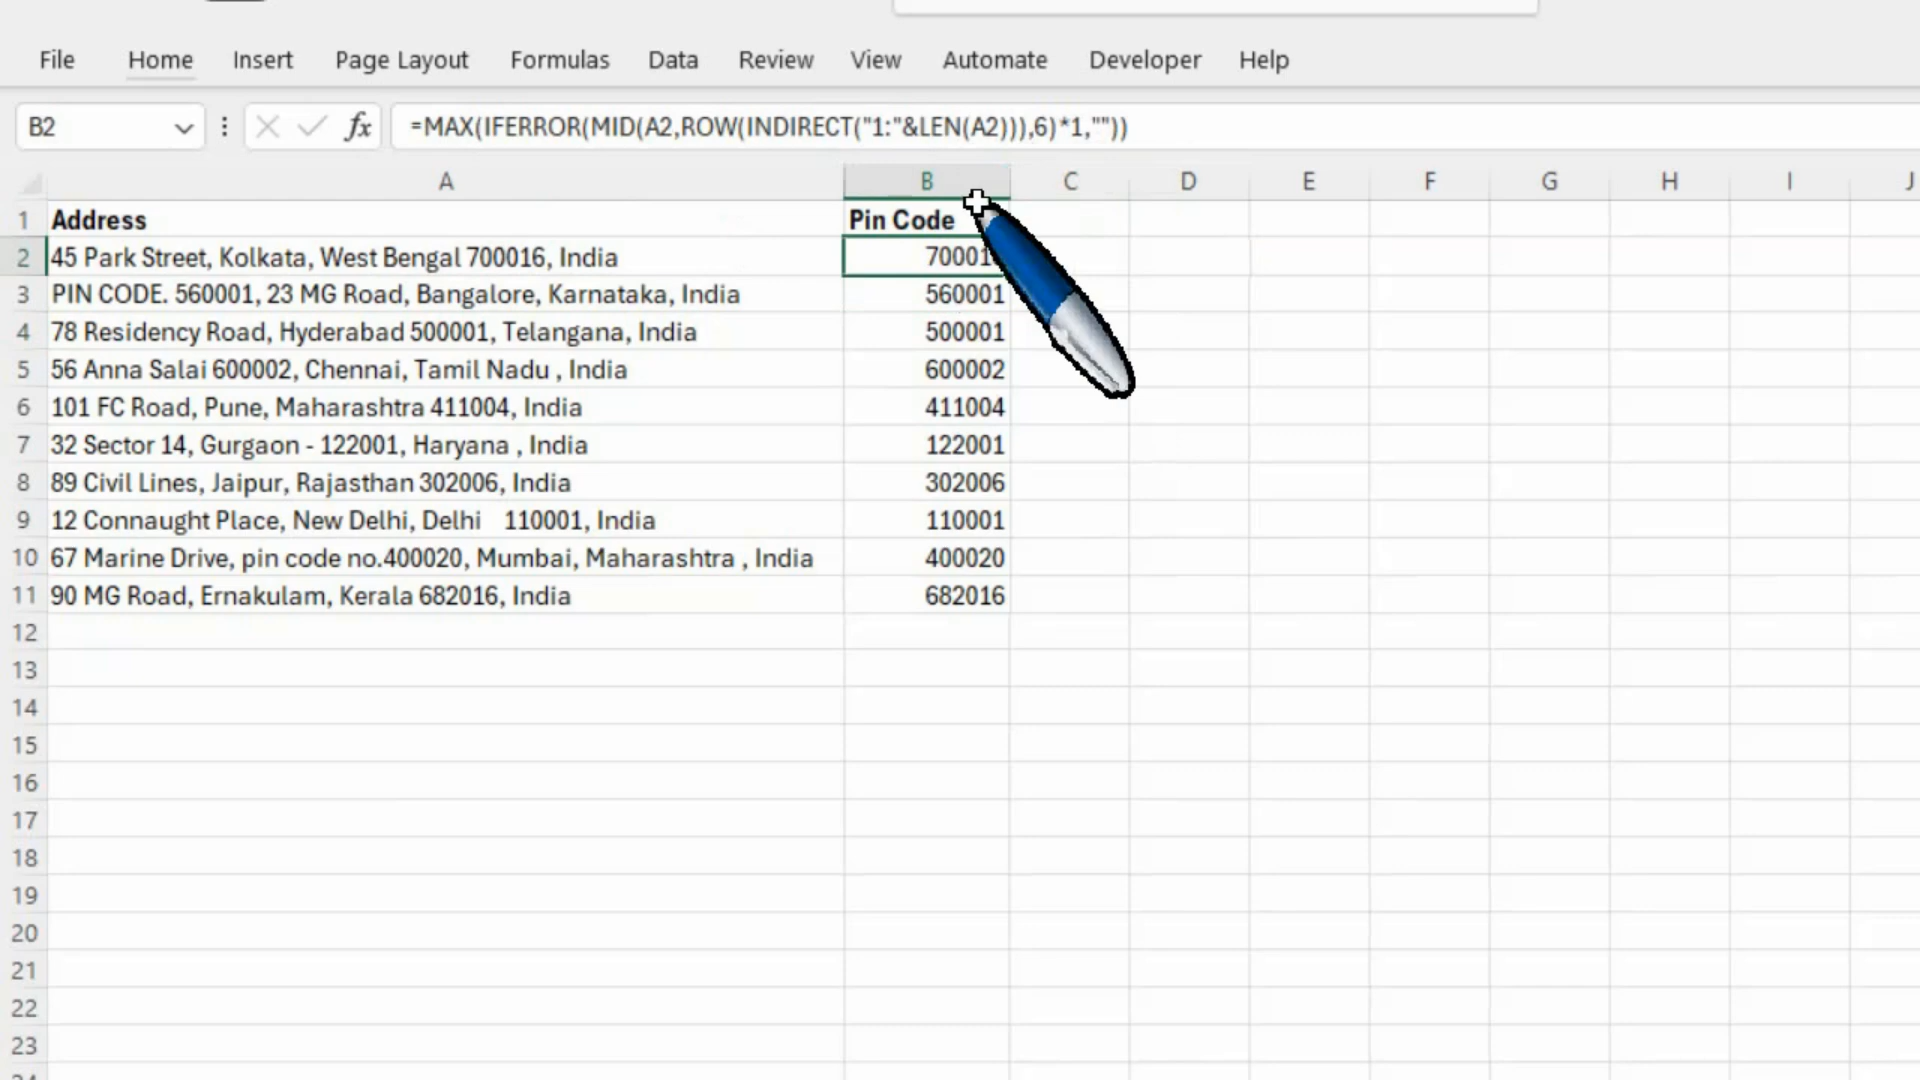 File Home Insert Page Layout Formulas Data Review View Automate Developer Help
B2 fx =MAX(IFERROR(MID(A2,ROW(INDIRECT("1:"&LEN(A2))),6)*1,""))
A B C D E F G H I J
1 Address Pin Code
2 45 Park Street, Kolkata, West Bengal 700016, India
3 PIN CODE. 560001, 23 MG Road, Bangalore, Karnataka, India 560001
4 78 Residency Road, Hyderabad 500001, Telangana, India 500001
5 56 Anna Salai 600002, Chennai, Tamil Nadu , India 600002
6 101 FC Road, Pune, Maharashtra 411004, India 411004
7 32 Sector 14, Gurgaon - 122001, Haryana , India 122001
8 89 Civil Lines, Jaipur, Rajasthan 302006, India 302006
9 12 Connaught Place, New Delhi, Delhi    110001, India 110001
10 67 Marine Drive, pin code no.400020, Mumbai, Maharashtra , India 400020
11 90 MG Road, Ernakulam, Kerala 682016, India 682016
12
13
14
15
16
17
18
19
20
21
22
23